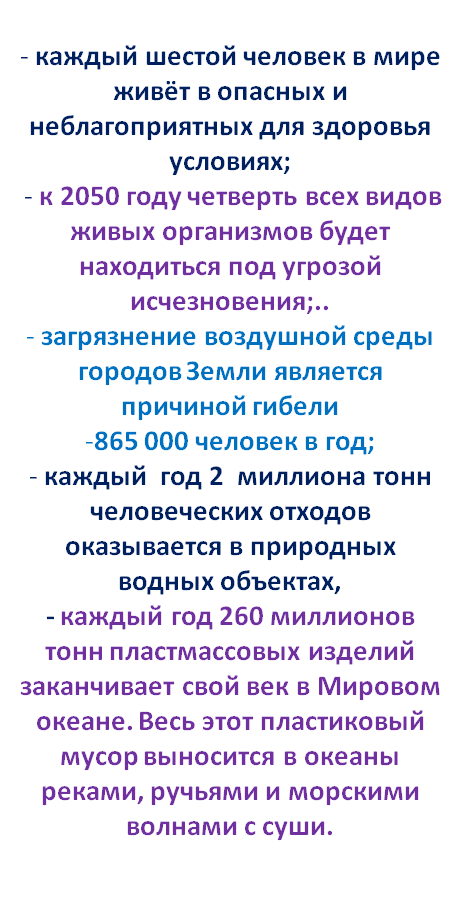 - каждый шестой человек в мире
живёт в опасных и
неблагоприятных для здоровья
условиях;
- к 2050 году четверть всех видов
живых организмов будет
находиться под угрозой
исчезновения;..
- загрязнение воздушной среды
городов Земли является
причиной гибели
-865 000 человек в год;
- каждый год 2 миллиона тонн
человеческих отходов
оказывается в природных
водных объектах,
- каждый год 260 миллионов
тонн пластмассовых изделий
заканчивает свой век в Мировом
океане. Весь этот пластиковый
мусор выносится в океаны
реками, ручьями и морскими
волнами с суши.